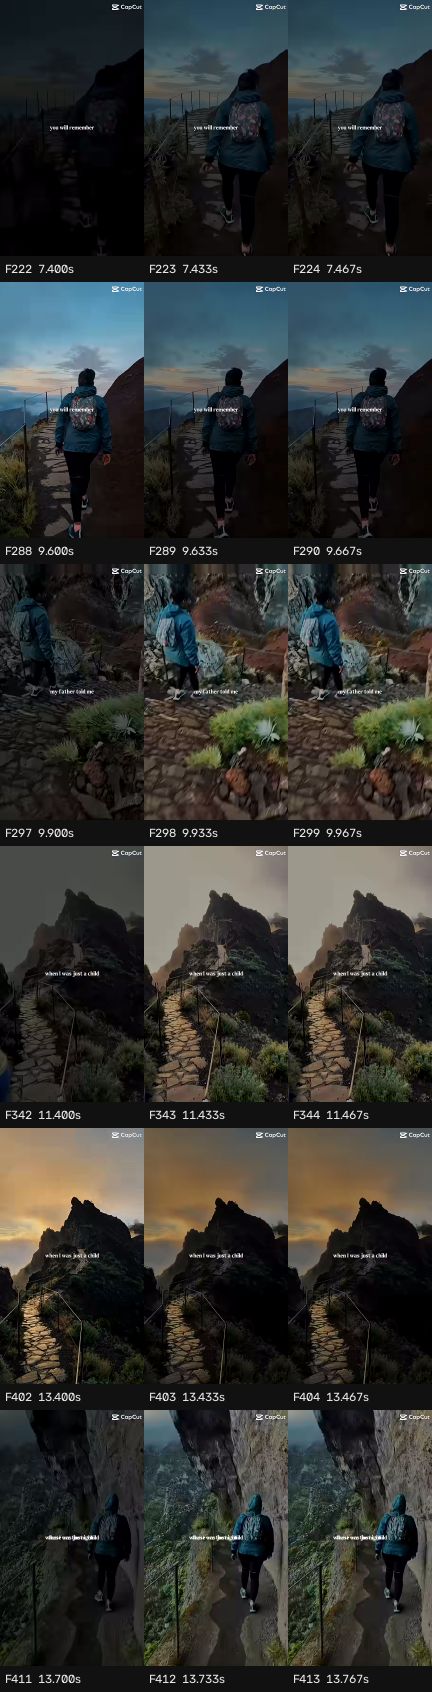 CapCut CapCut CapCut
you will remember you will remember you will remember
F222 7.400s F223 7.433s F224 7.467s
CapCut CapCut CapCut
you will remember you will remember you will remember
F288 9.600s F289 9.633s F290 9.667s
CapCut CapCut CapCut
my father told me my father told me my father told me
F297 9.900s F298 9.933s F299 9.967s
CapCut CapCut CapCut
when I was just a child when I was just a child when I was just a child
F342 11.400s F343 11.433s F344 11.467s
CapCut CapCut CapCut
when I was just a child when I was just a child when I was just a child
F402 13.400s F403 13.433s F404 13.467s
CapCut CapCut CapCut
F411 13.700s F412 13.733s F413 13.767s